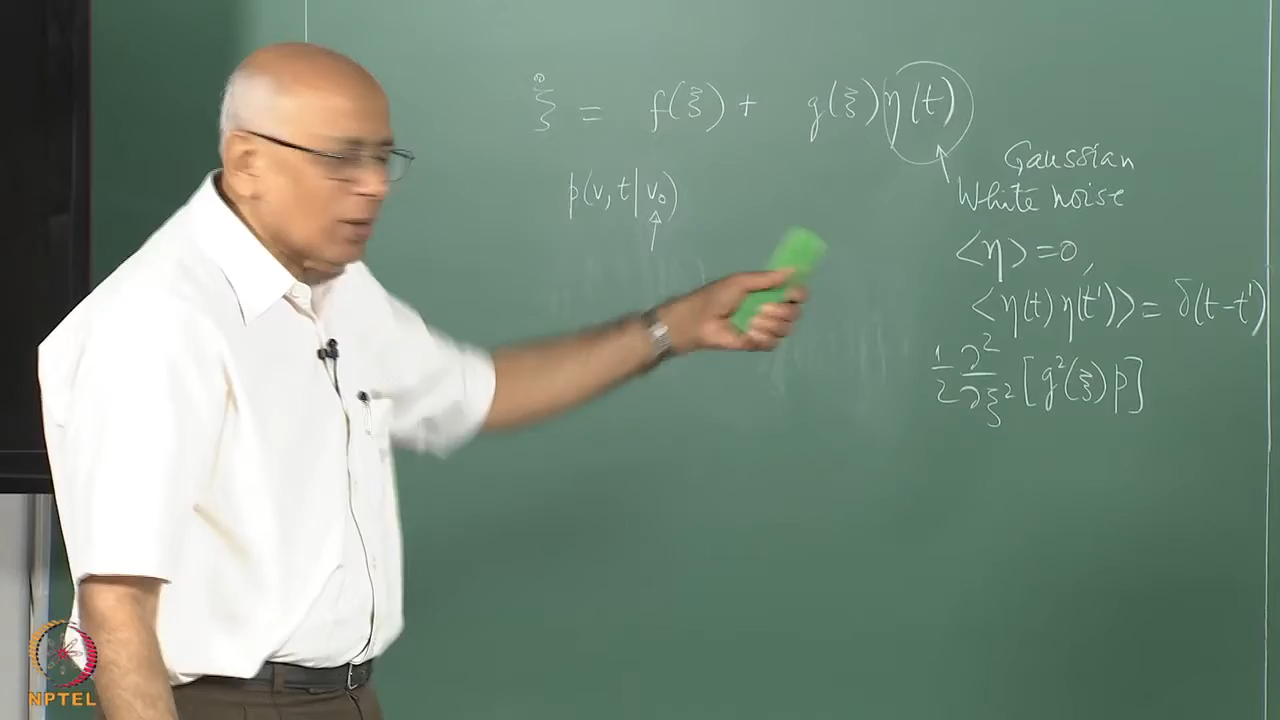 ξ̇ = f(ξ) + g(ξ) η(t)
Gaussian
White noise
p(v, t | v₀)
⟨η⟩ = 0,
⟨η(t) η(t')⟩ = δ(t - t')
1/2 ∂²/∂ξ² [g²(ξ) p]
NPTEL